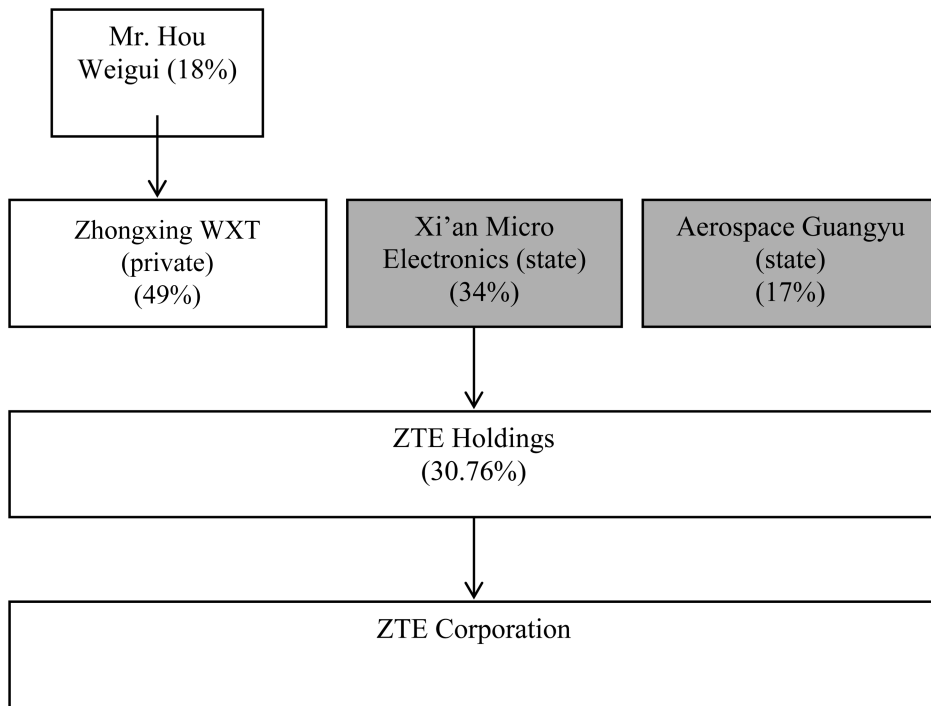 Mr. Hou
Weigui (18%)
Zhongxing WXT
(private)
(49%)
Xi’an Micro
Electronics (state)
(34%)
Aerospace Guangyu
(state)
(17%)
ZTE Holdings
(30.76%)
ZTE Corporation